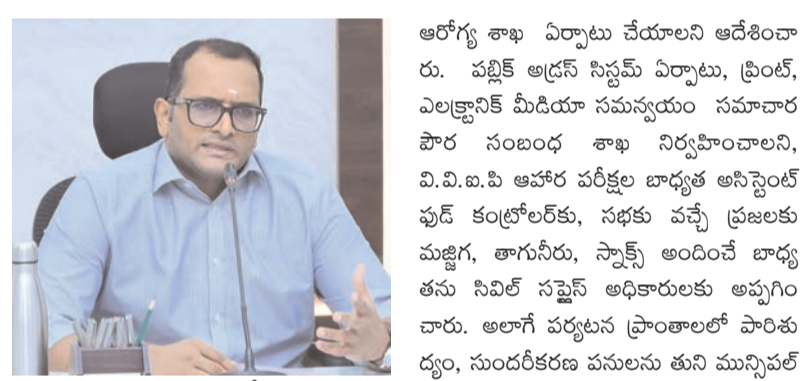 ఆరోగ్య శాఖ ఏర్పాటు చేయాలని ఆదేశించా
రు. పబ్లిక్ అడ్రస్ సిస్టమ్ ఏర్పాటు, ప్రింట్,
ఎలక్ట్రానిక్ మీడియా సమన్వయం సమాచార
పౌర సంబంధ శాఖ నిర్వహించాలని,
వి.వి.ఐ.పి ఆహార పరీక్షల బాధ్యత అసిస్టెంట్
ఫుడ్ కంట్రోలర్‌కు, సభకు వచ్చే ప్రజలకు
మజ్జిగ, తాగునీరు, స్నాక్స్ అందించే బాధ్య
తను సివిల్ సప్లైస్ అధికారులకు అప్పగిం
చారు. అలాగే పర్యటన ప్రాంతాలలో పారిశు
ద్యం, సుందరీకరణ పనులను తుని మున్సిపల్